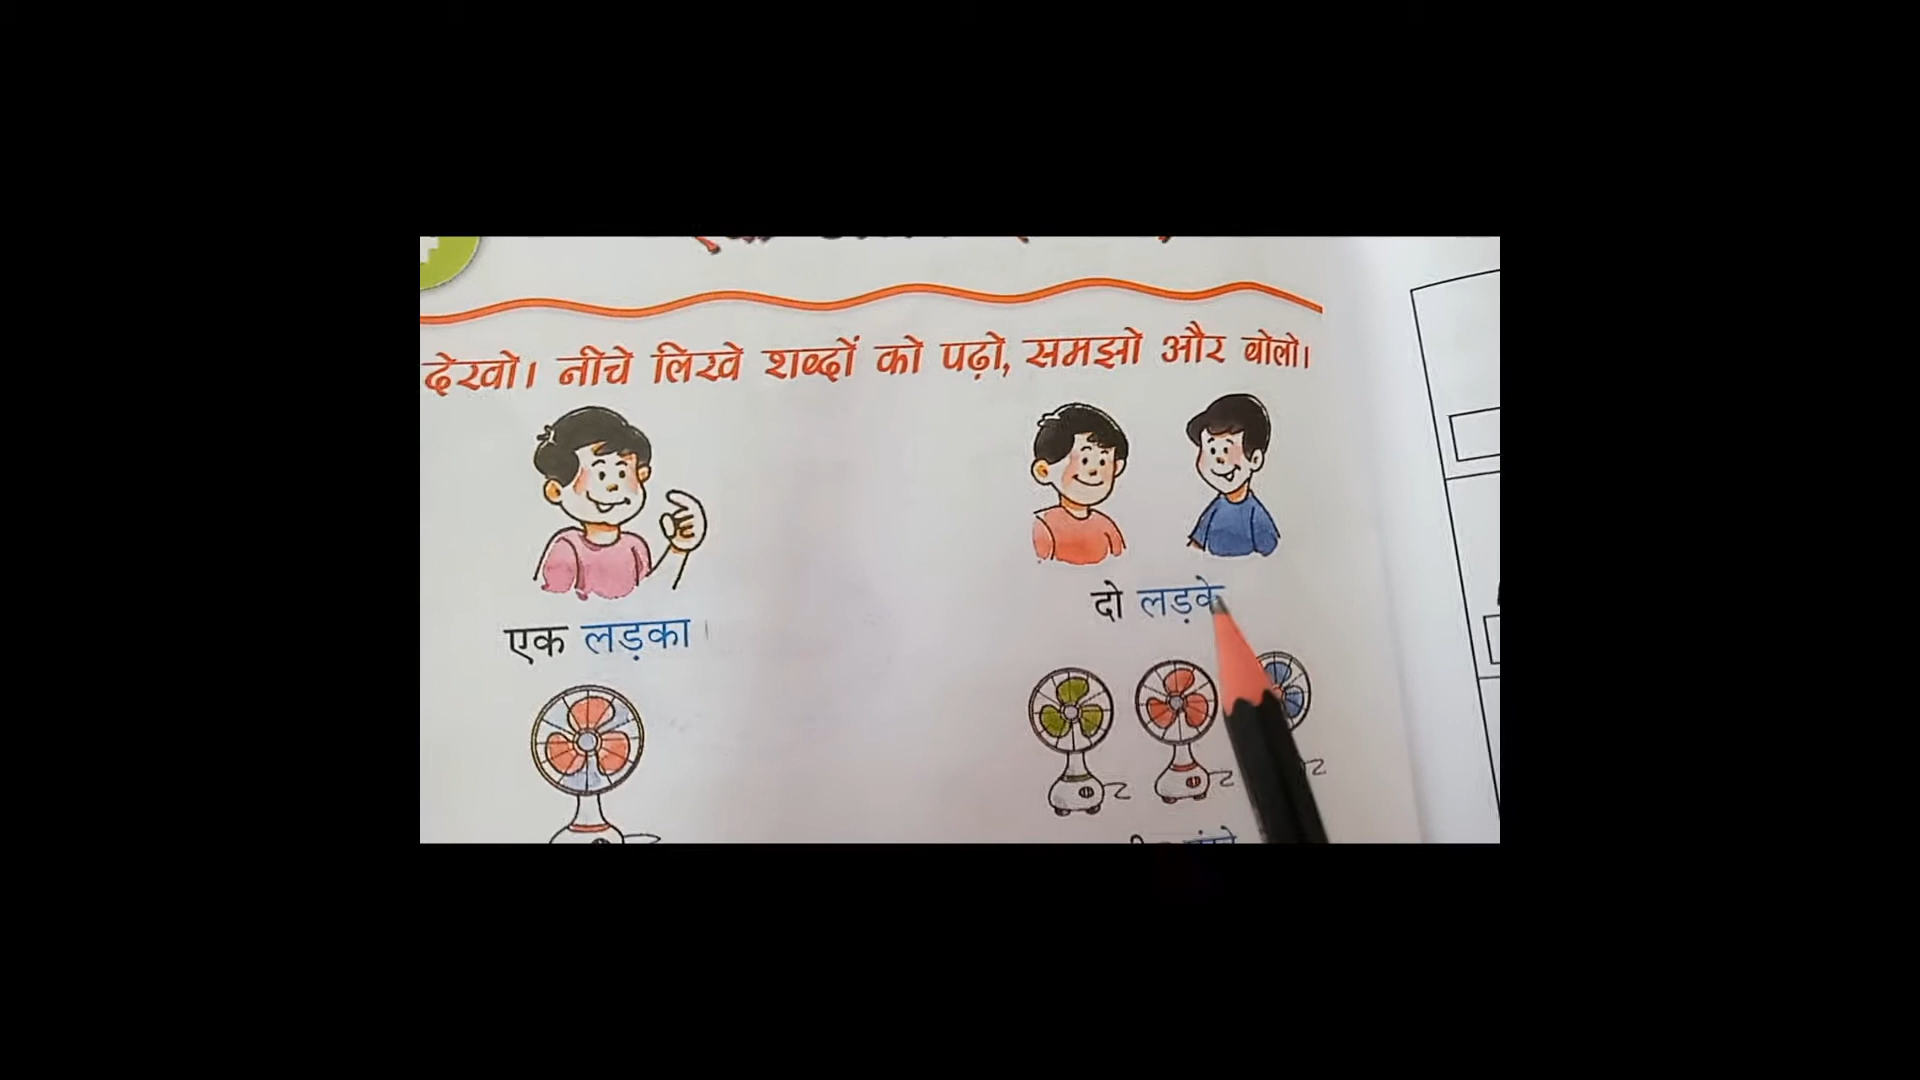 देखो। नीचे लिखे शब्दों को पढ़ो, समझो और बोलो।
एक लड़का
दो लड़के